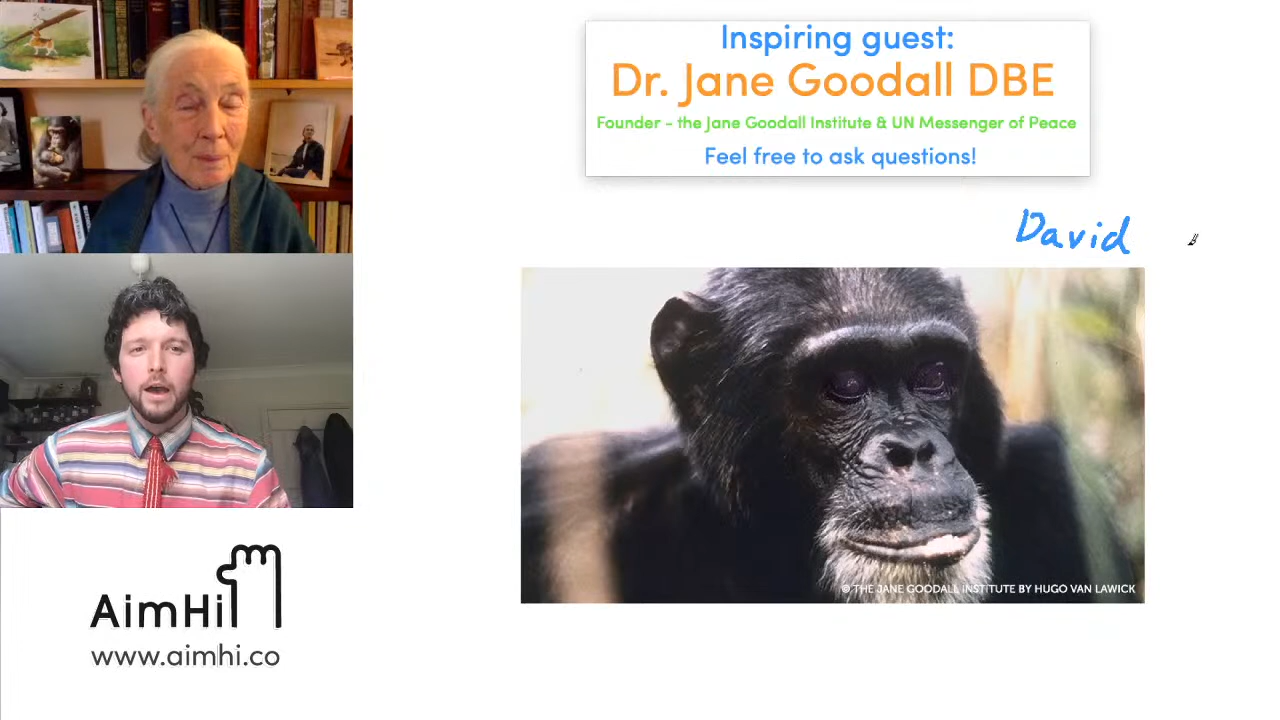 Inspiring guest:
Dr. Jane Goodall DBE
Founder - the Jane Goodall Institute & UN Messenger of Peace
Feel free to ask questions!
David
© THE JANE GOODALL INSTITUTE BY HUGO VAN LAWICK
AimHi
www.aimhi.co